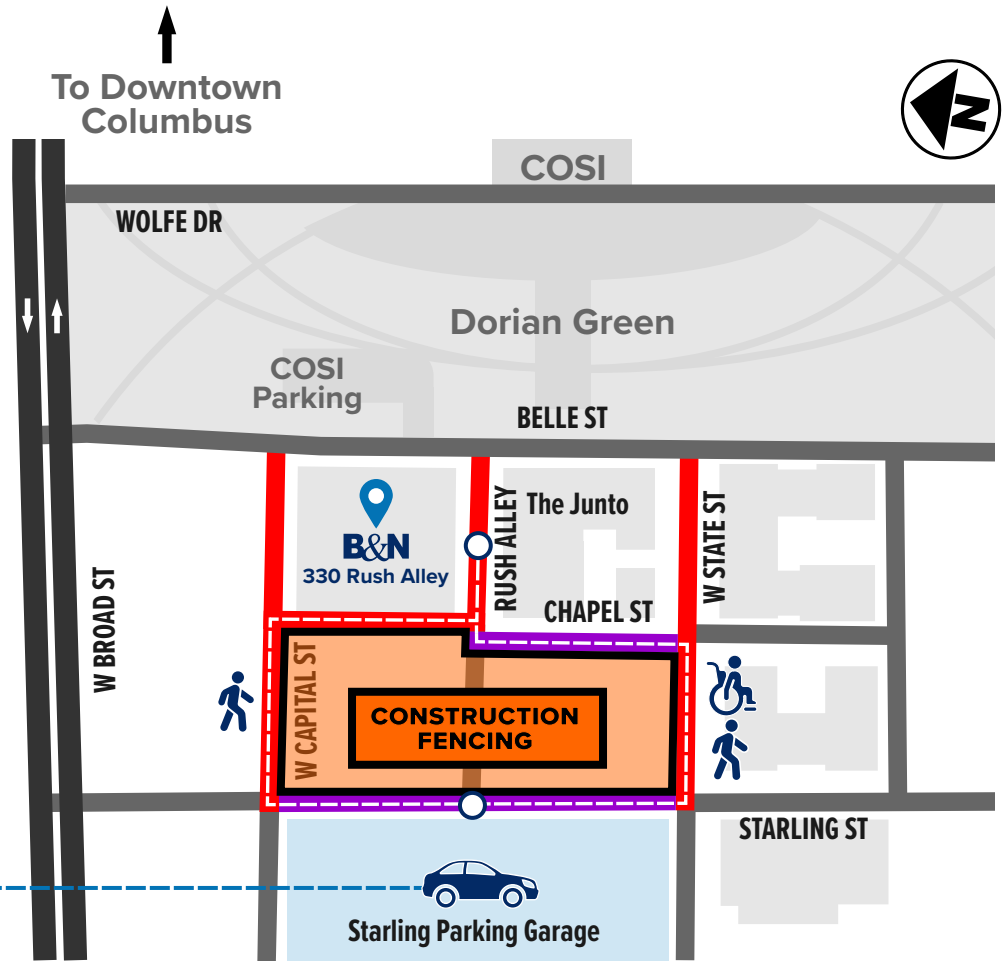 To Downtown
Columbus
N
COSI
WOLFE DR
Dorian Green
COSI
Parking
BELLE ST
B&N
330 Rush Alley
RUSH ALLEY
The Junto
W STATE ST
CHAPEL ST
W BROAD ST
W CAPITAL ST
CONSTRUCTION
FENCING
STARLING ST
Starling Parking Garage